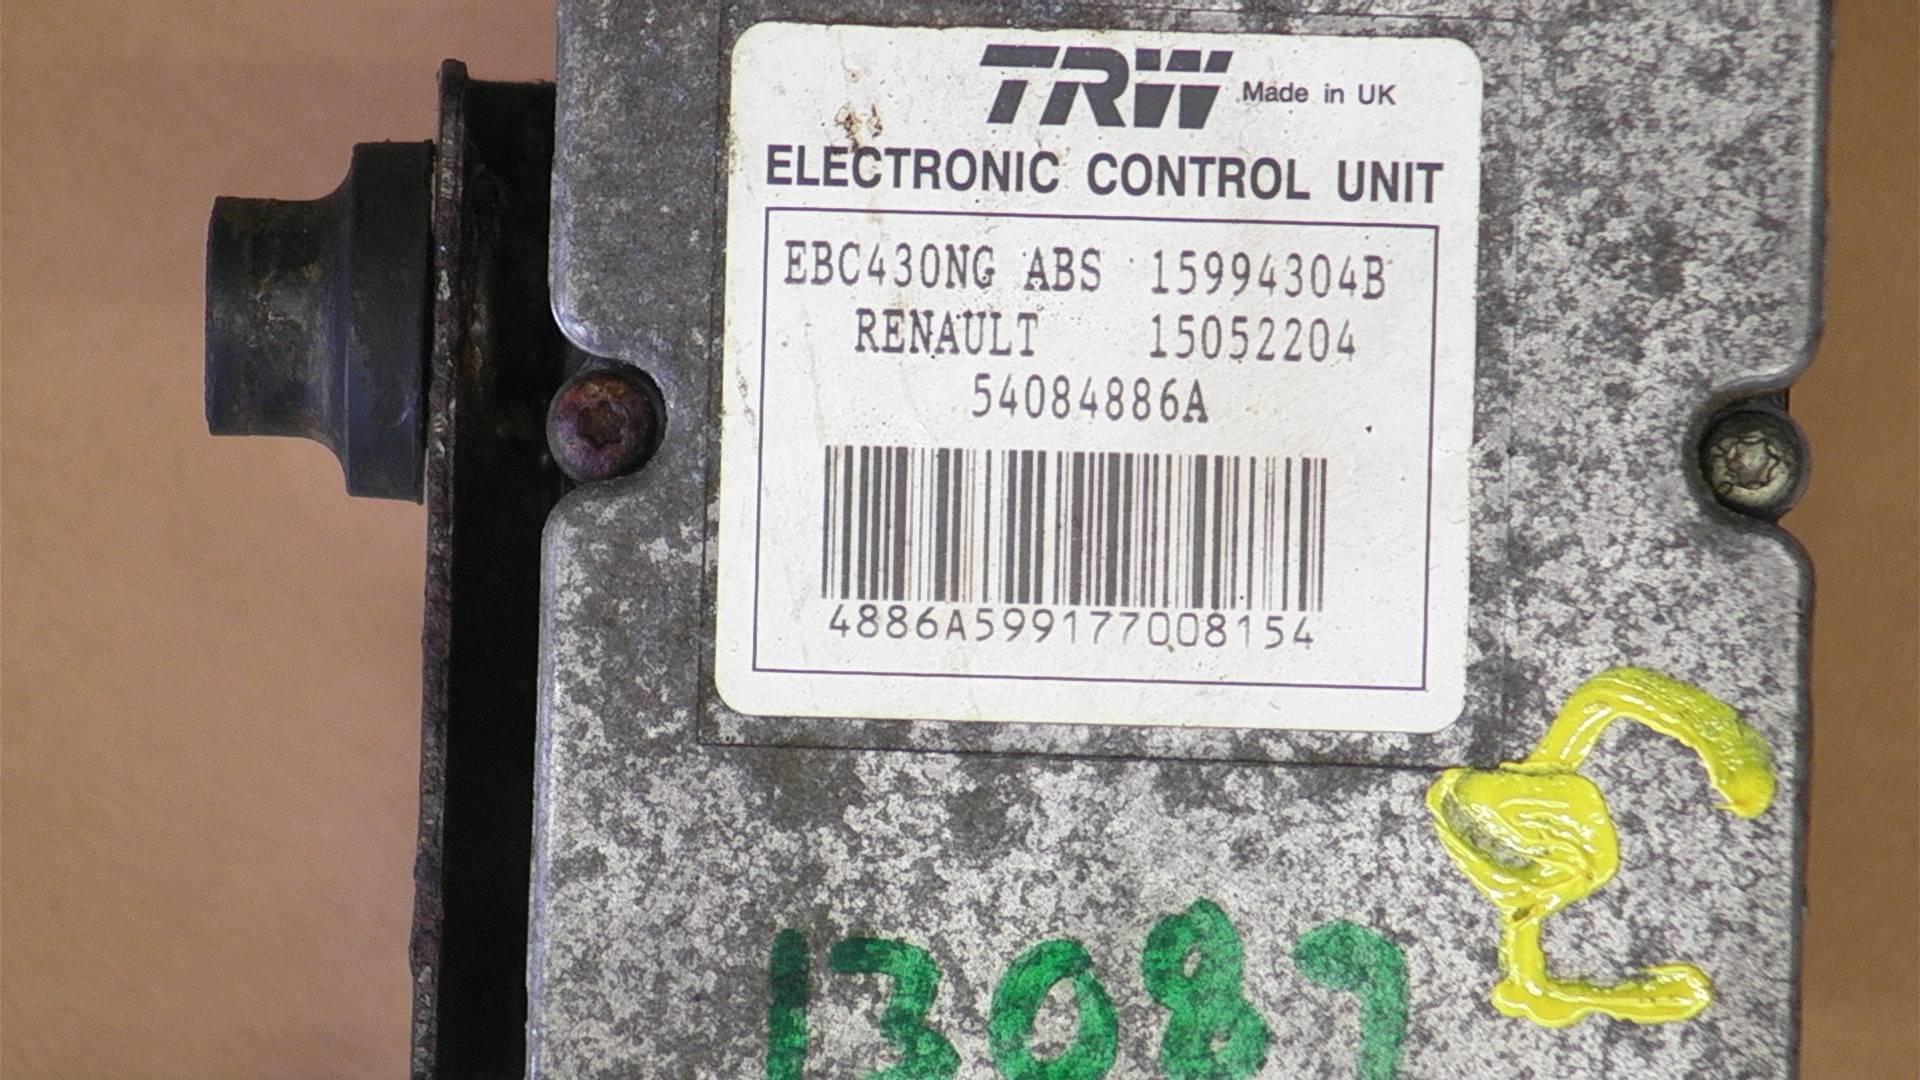 TRW Made in UK
ELECTRONIC CONTROL UNIT
EBC430NG ABS 15994304B
RENAULT 15052204
54084886A
4886A599177008154
13087